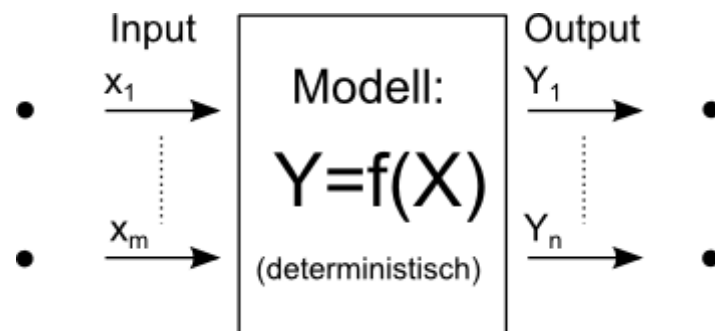 Input
Modell:
Output
x₁
Y₁
Y=f(X)
xₘ
Yₙ
(deterministisch)